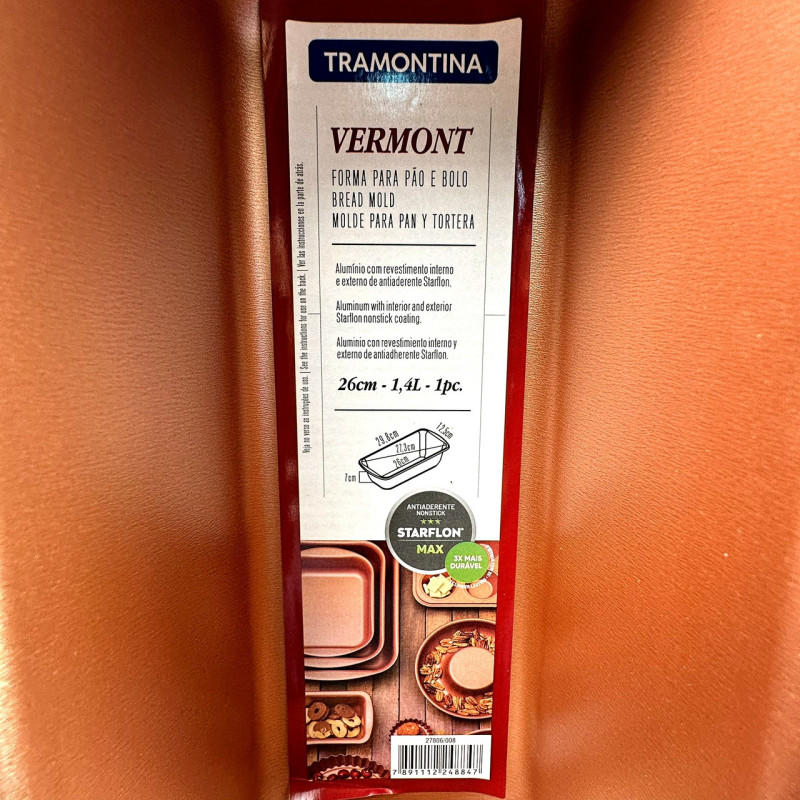 TRAMONTINA
VERMONT
FORMA PARA PÃO E BOLO
BREAD MOLD
MOLDE PARA PAN Y TORTERA
Alumínio com revestimento interno
e externo de antiaderente Starflon.
Aluminum with interior and exterior
Starflon nonstick coating.
Aluminio con revestimiento interno y
externo de antiadherente Starflon.
26cm - 1,4L - 1pc.
29,8cm
12,5cm
27,3cm
26cm
7cm
Veja no verso as instruções de uso. | See the instructions for use on the back. | Ver las instrucciones en la parte de atrás.
ANTIADERENTE
NONSTICK
STARFLON
MAX
3X MAIS
DURÁVEL
27806/008
7 891112 248847